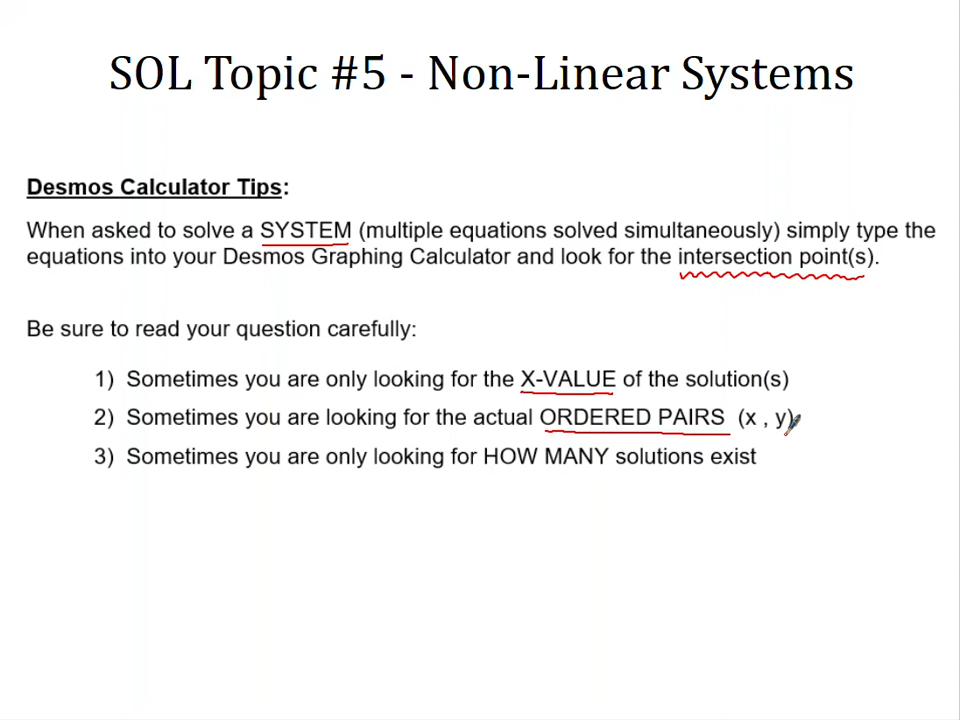 SOL Topic #5 - Non-Linear Systems
Desmos Calculator Tips:
When asked to solve a SYSTEM (multiple equations solved simultaneously) simply type the
equations into your Desmos Graphing Calculator and look for the intersection point(s).
Be sure to read your question carefully:
1) Sometimes you are only looking for the X-VALUE of the solution(s)
2) Sometimes you are looking for the actual ORDERED PAIRS (x , y)
3) Sometimes you are only looking for HOW MANY solutions exist